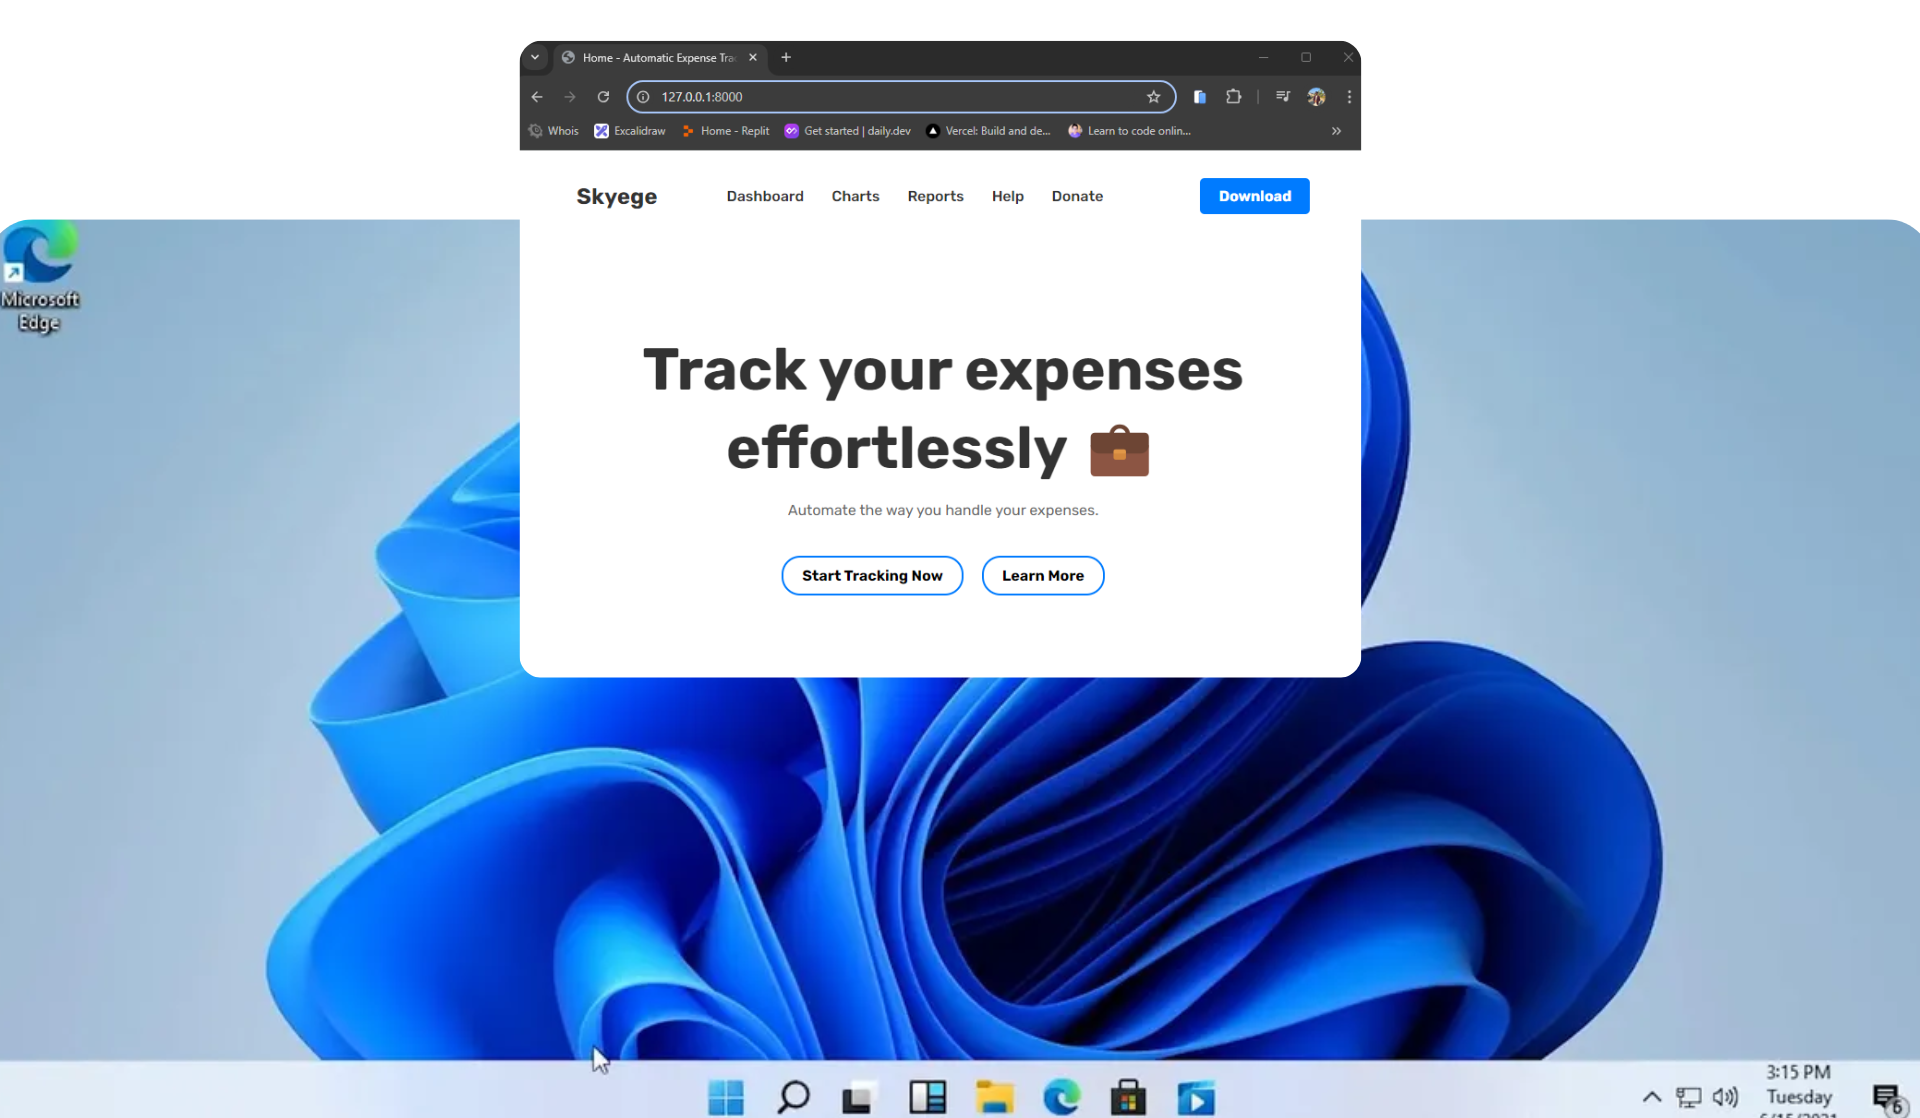 Home - Automatic Expense Tra
127.0.0.1:8000
Whois Excalidraw Home - Replit Get started | daily.dev Vercel: Build and de... Learn to code onlin...
Skyege Dashboard Charts Reports Help Donate Download
Microsoft
Edge
Track your expenses
effortlessly
Automate the way you handle your expenses.
Start Tracking Now Learn More
3:15 PM
Tuesday
6